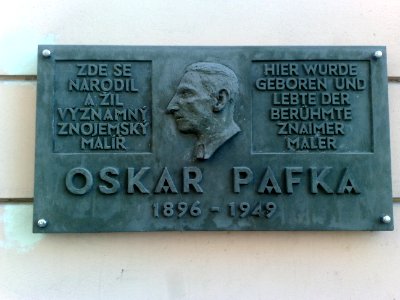 ZDE SE
NARODIL
A ŽIL
VÝZNAMNÝ
ZNOJEMSKÝ
MALÍŘ
HIER WURDE
GEBOREN UND
LEBTE DER
BERÜHMTE
ZNAIMER
MALER
OSKAR PAFKA
1896 - 1949